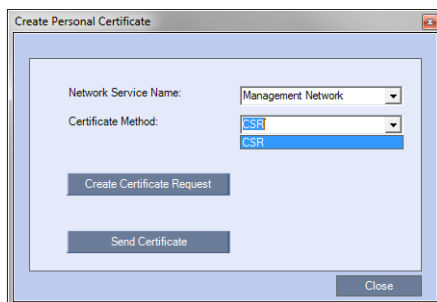 Create Personal Certificate
Network Service Name: Management Network
Certificate Method: CSR
CSR
Create Certificate Request
Send Certificate
Close